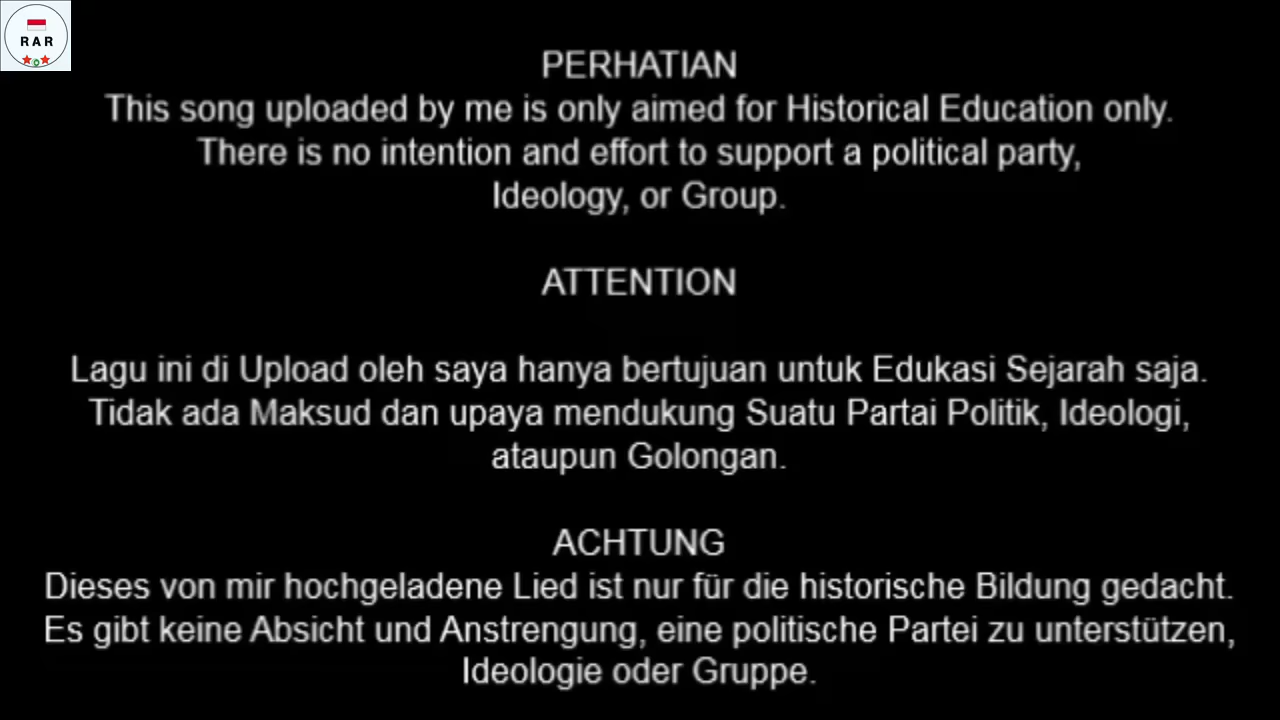 RAR
PERHATIAN
This song uploaded by me is only aimed for Historical Education only.
There is no intention and effort to support a political party,
Ideology, or Group.
ATTENTION
Lagu ini di Upload oleh saya hanya bertujuan untuk Edukasi Sejarah saja.
Tidak ada Maksud dan upaya mendukung Suatu Partai Politik, Ideologi,
ataupun Golongan.
ACHTUNG
Dieses von mir hochgeladene Lied ist nur für die historische Bildung gedacht.
Es gibt keine Absicht und Anstrengung, eine politische Partei zu unterstützen,
Ideologie oder Gruppe.